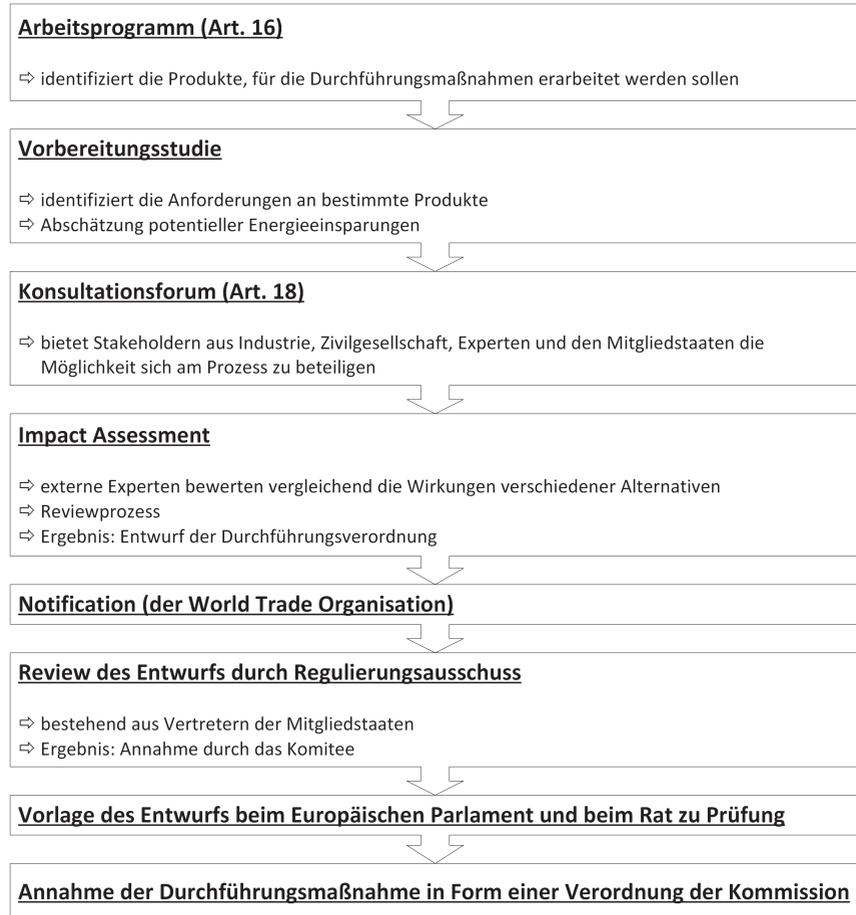 Arbeitsprogramm (Art. 16)
⇨ identifiziert die Produkte, für die Durchführungsmaßnahmen erarbeitet werden sollen
Vorbereitungsstudie
⇨ identifiziert die Anforderungen an bestimmte Produkte
⇨ Abschätzung potentieller Energieeinsparungen
Konsultationsforum (Art. 18)
⇨ bietet Stakeholdern aus Industrie, Zivilgesellschaft, Experten und den Mitgliedstaaten die
Möglichkeit sich am Prozess zu beteiligen
Impact Assessment
⇨ externe Experten bewerten vergleichend die Wirkungen verschiedener Alternativen
⇨ Reviewprozess
⇨ Ergebnis: Entwurf der Durchführungsverordnung
Notification (der World Trade Organisation)
Review des Entwurfs durch Regulierungsausschuss
⇨ bestehend aus Vertretern der Mitgliedstaaten
⇨ Ergebnis: Annahme durch das Komitee
Vorlage des Entwurfs beim Europäischen Parlament und beim Rat zu Prüfung
Annahme der Durchführungsmaßnahme in Form einer Verordnung der Kommission